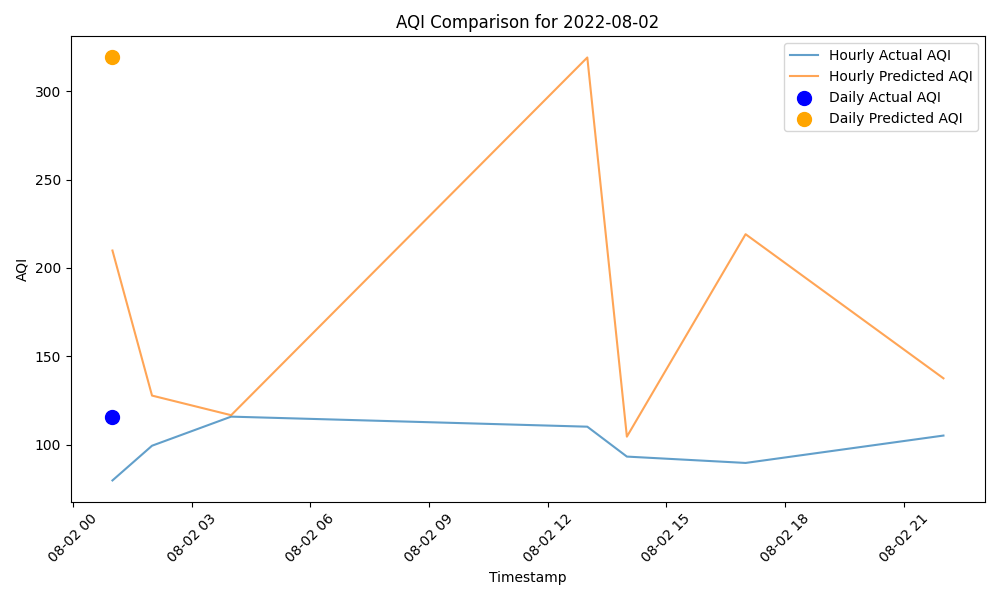 AQI Comparison for 2022-08-02
Hourly Actual AQI
Hourly Predicted AQI
Daily Actual AQI
Daily Predicted AQI
300
250
200
150
100
AQI
08-02 00
08-02 03
08-02 06
08-02 09
08-02 12
08-02 15
08-02 18
08-02 21
Timestamp